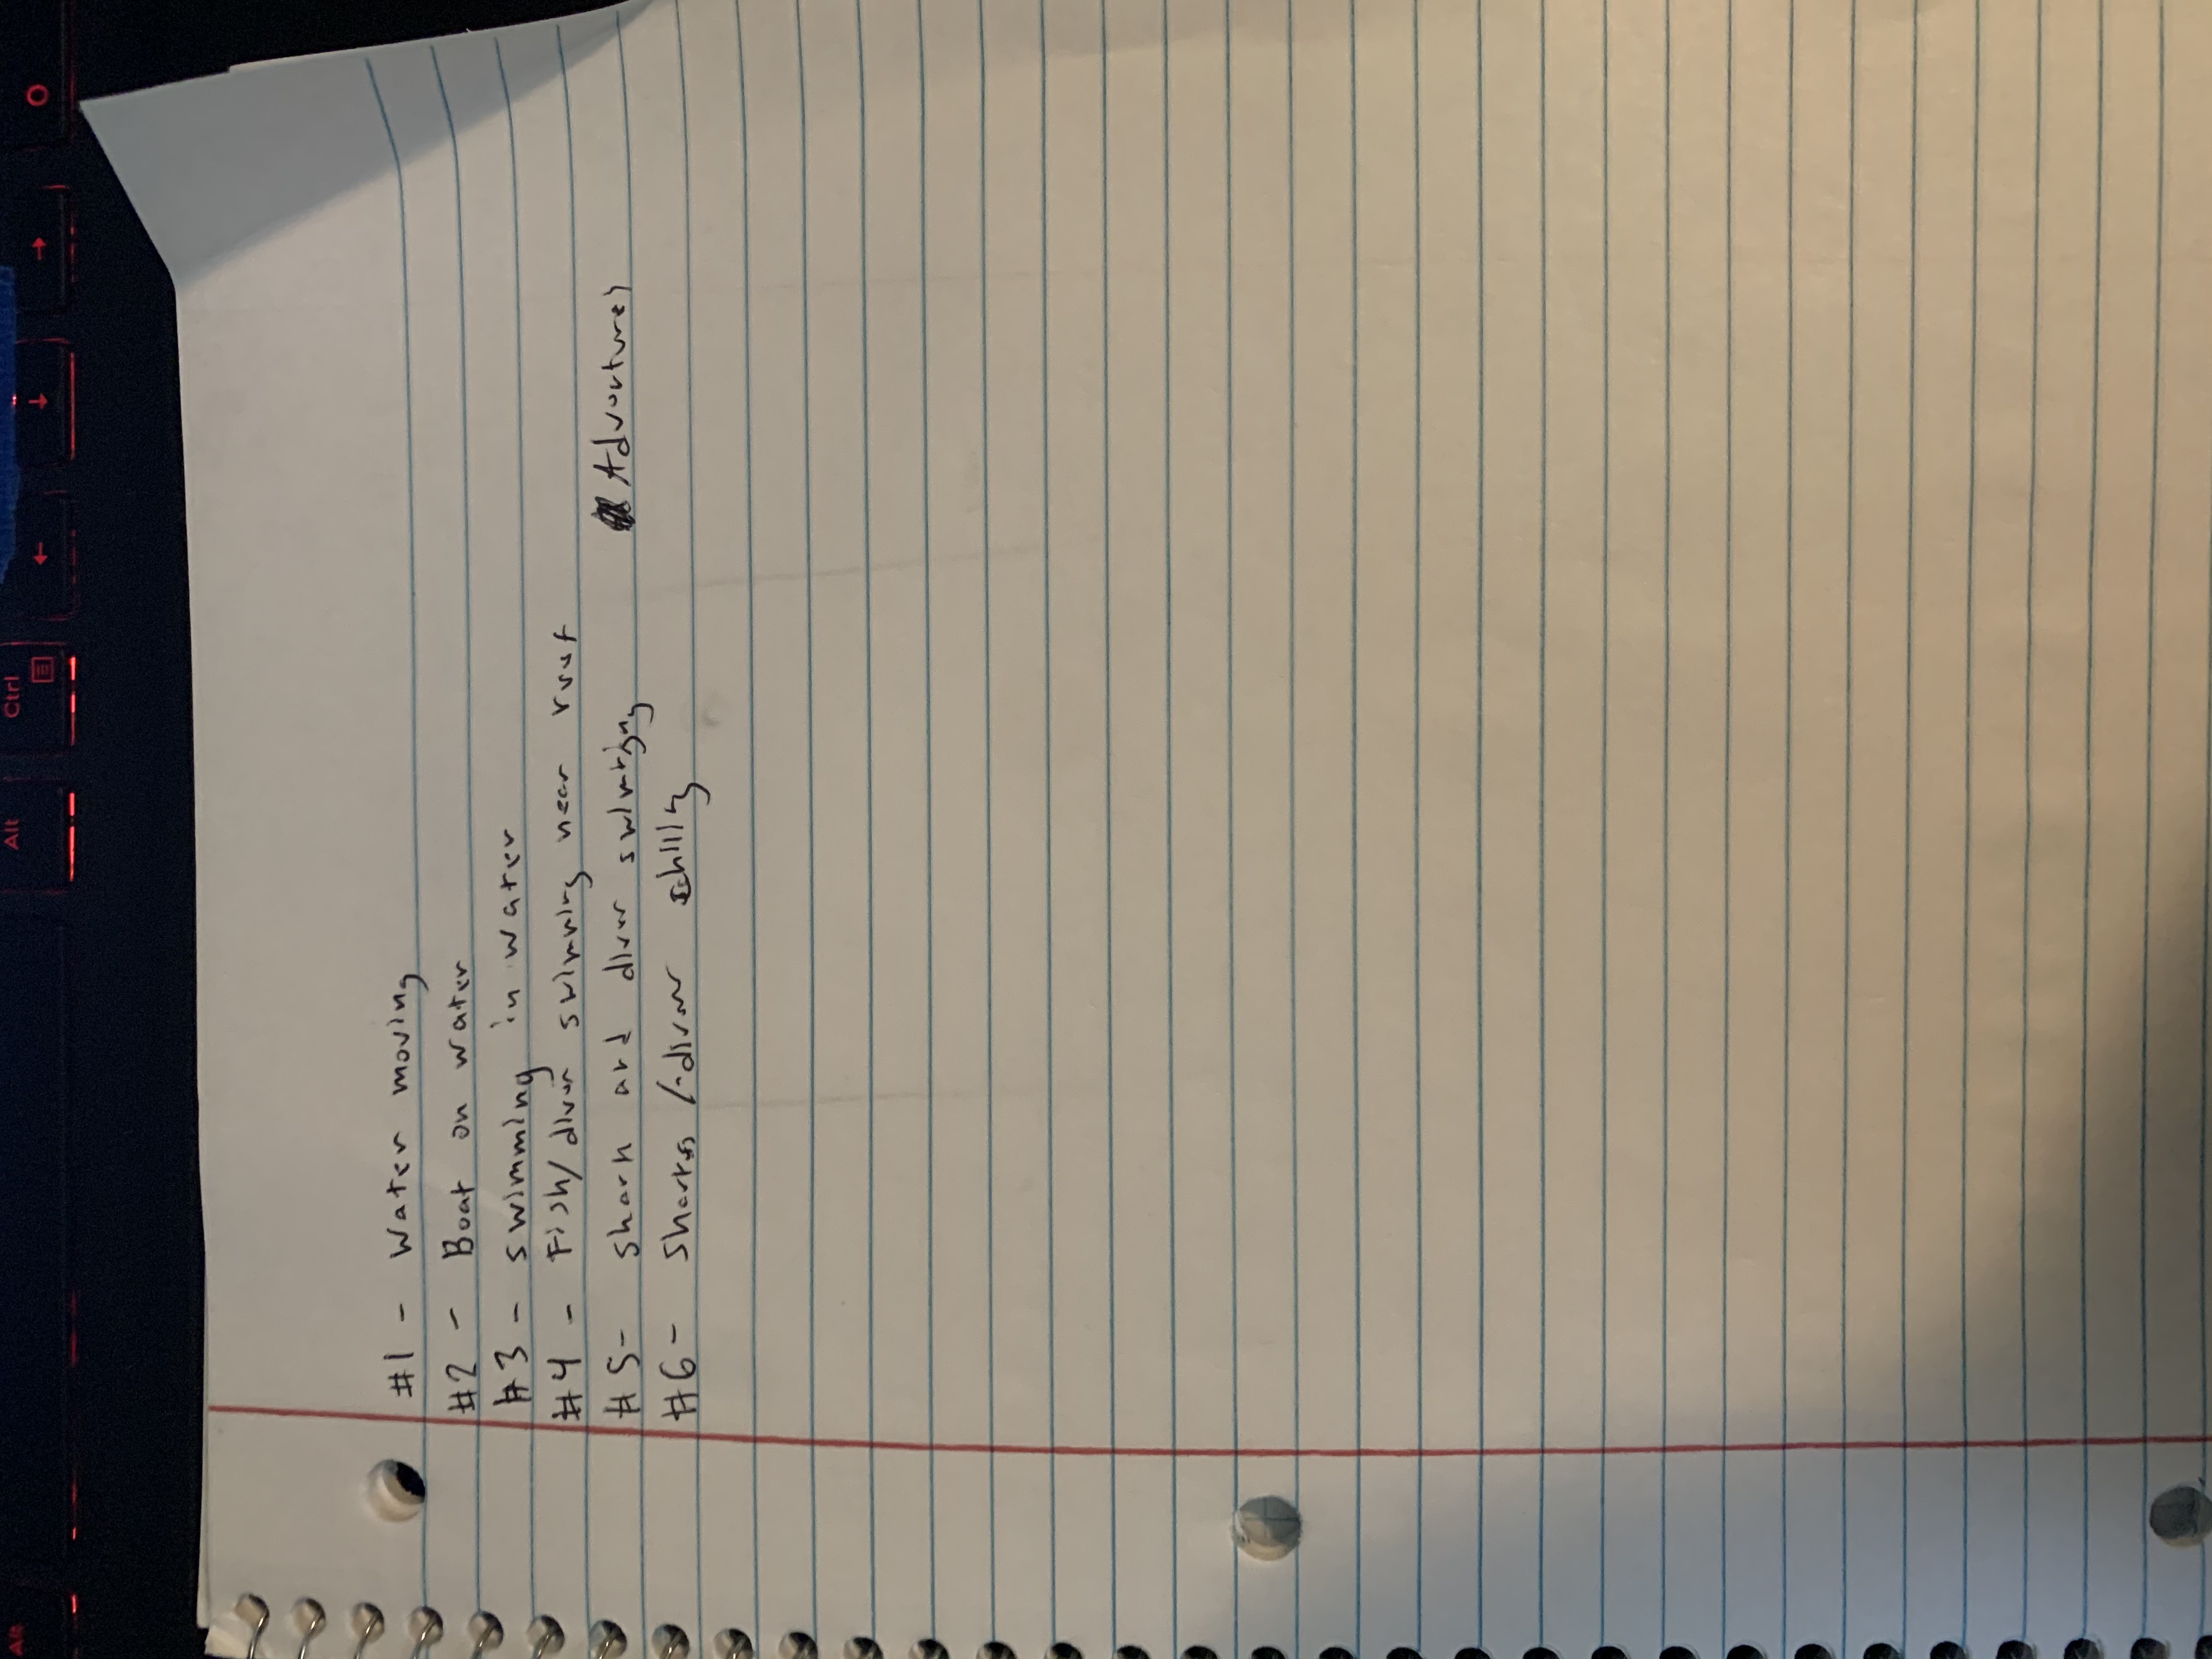 Alt Alt Ctrl ← ↓ →
#1 - Water moving
#2 - Boat on water
#3 - swimming in water
#4 - Fish/diver swimming near reef
#5- shark and diver swimming Adventures
#6- Sharks /-diver chilling